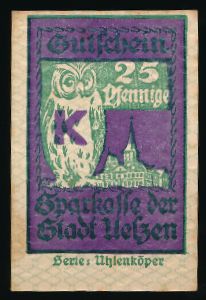 Gutschein
25
Pfennige
K
Sparkasse der
Stadt Uelzen
Serie: Uhlenköper